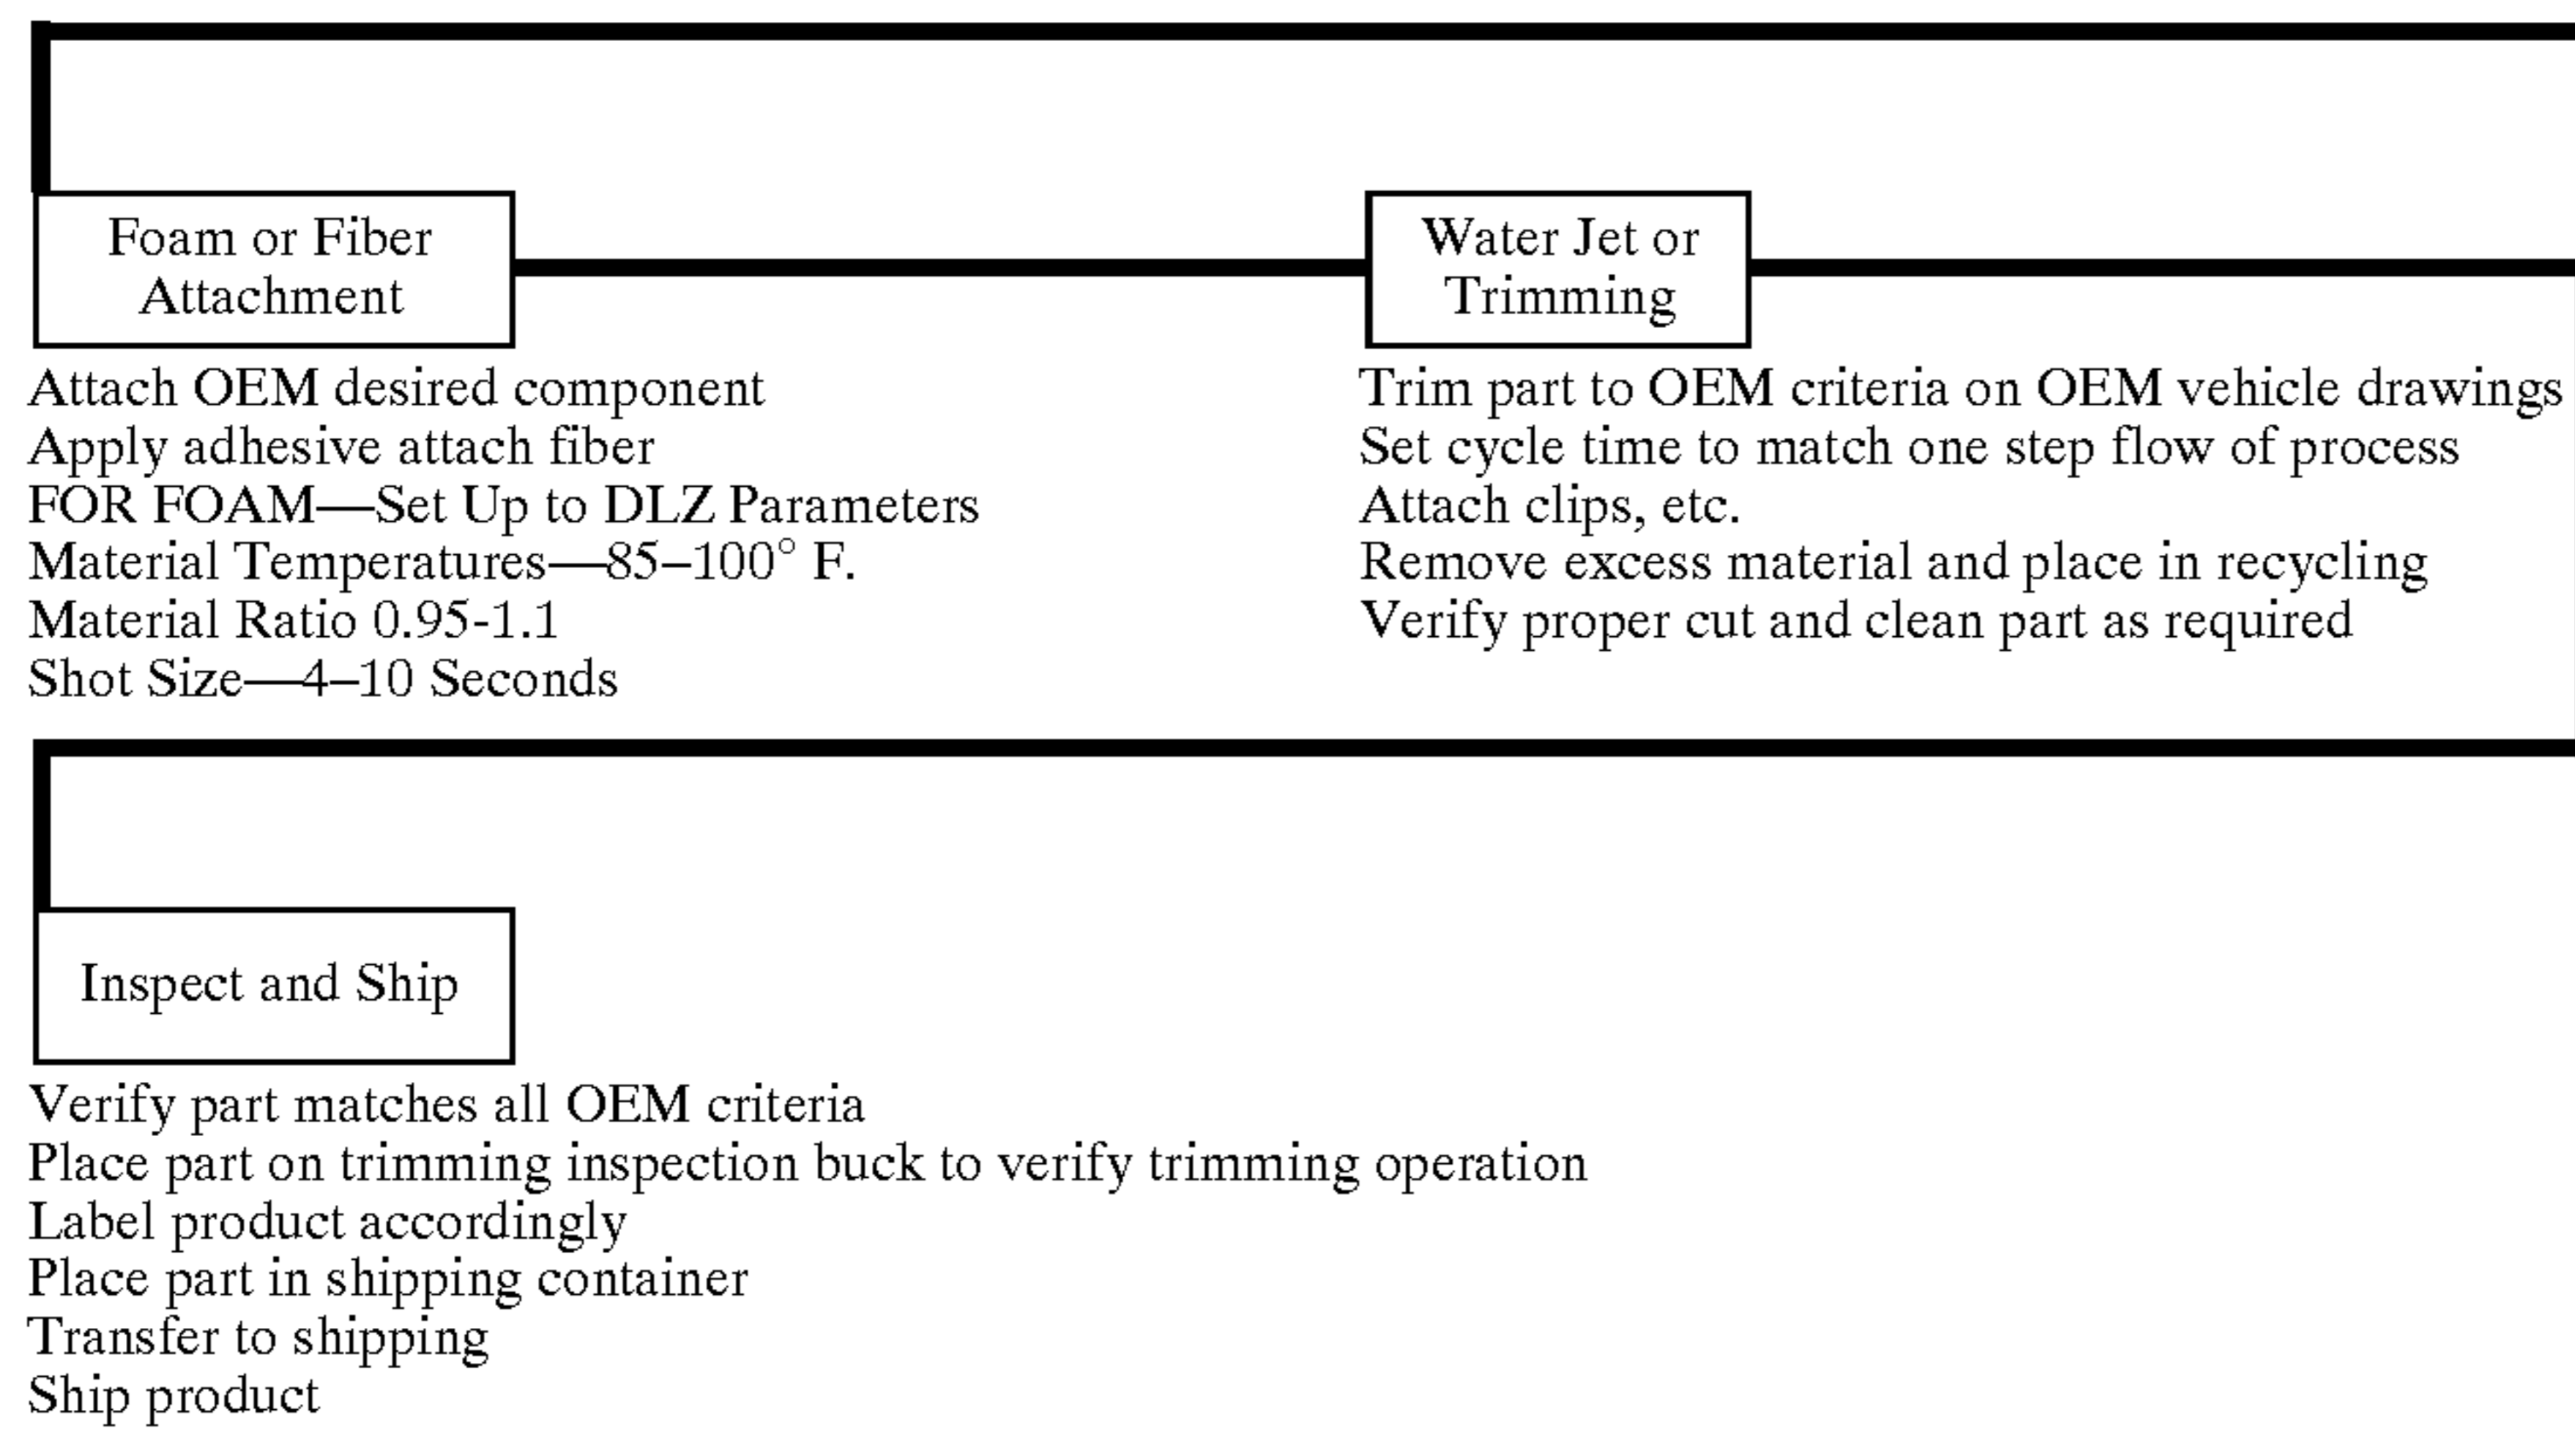 Foam or Fiber
Attachment
Attach OEM desired component
Apply adhesive attach fiber
FOR FOAM—Set Up to DLZ Parameters
Material Temperatures—85–100° F.
Material Ratio 0.95-1.1
Shot Size—4–10 Seconds
Water Jet or
Trimming
Trim part to OEM criteria on OEM vehicle drawings
Set cycle time to match one step flow of process
Attach clips, etc.
Remove excess material and place in recycling
Verify proper cut and clean part as required
Inspect and Ship
Verify part matches all OEM criteria
Place part on trimming inspection buck to verify trimming operation
Label product accordingly
Place part in shipping container
Transfer to shipping
Ship product